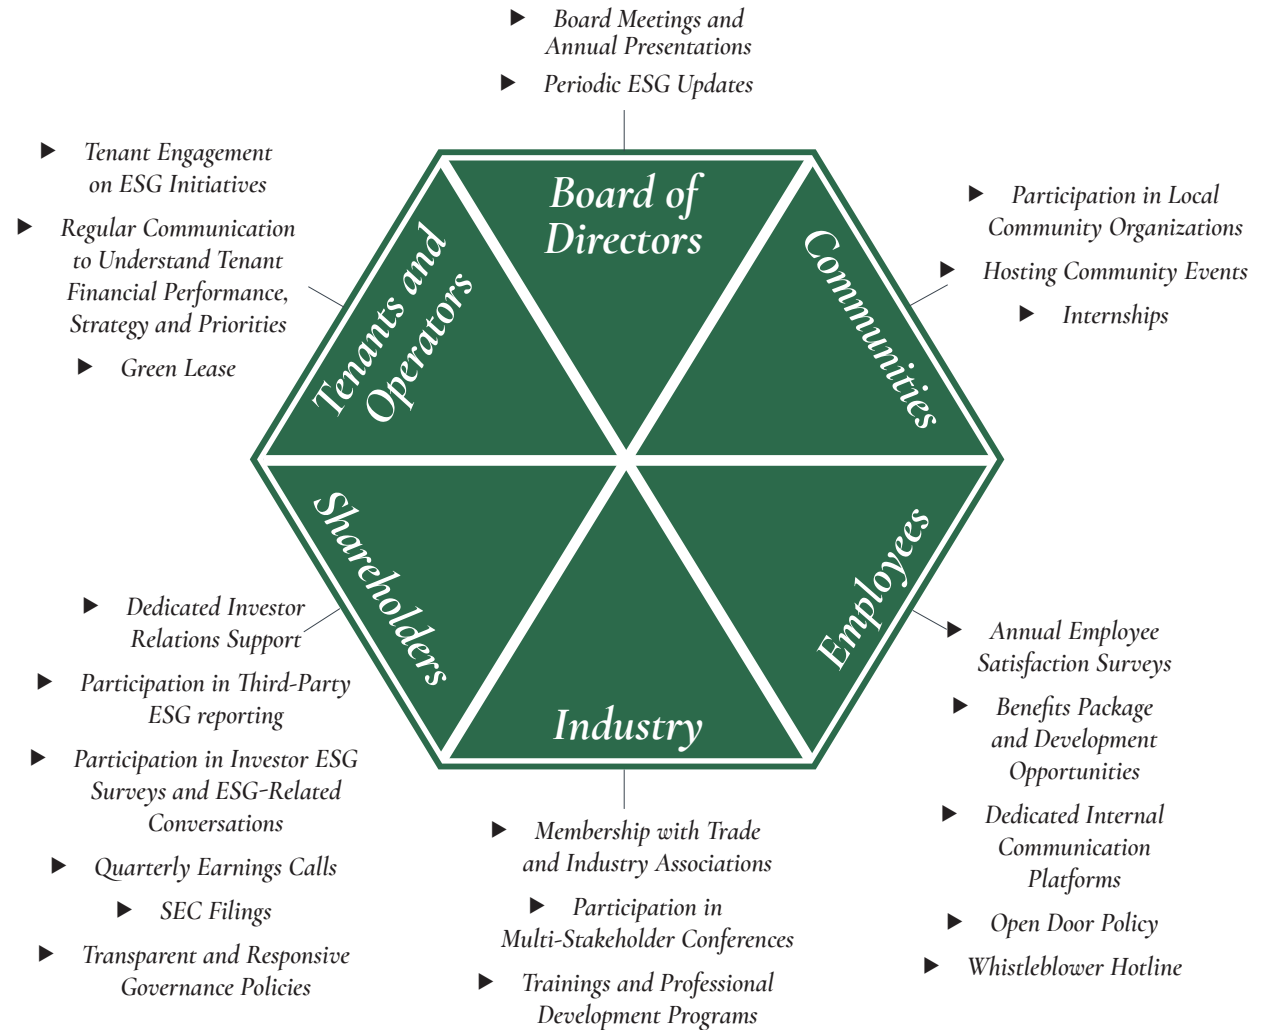 ▶ Board Meetings and
Annual Presentations
▶ Periodic ESG Updates
Board of
Directors
▶ Tenant Engagement
on ESG Initiatives
▶ Regular Communication
to Understand Tenant
Financial Performance,
Strategy and Priorities
▶ Green Lease
Tenants and
Operators
Communities
▶ Participation in Local
Community Organizations
▶ Hosting Community Events
▶ Internships
Shareholders
▶ Dedicated Investor
Relations Support
▶ Participation in Third-Party
ESG reporting
▶ Participation in Investor ESG
Surveys and ESG-Related
Conversations
▶ Quarterly Earnings Calls
▶ SEC Filings
▶ Transparent and Responsive
Governance Policies
Industry
▶ Membership with Trade
and Industry Associations
▶ Participation in
Multi-Stakeholder Conferences
▶ Trainings and Professional
Development Programs
Employees
▶ Annual Employee
Satisfaction Surveys
▶ Benefits Package
and Development
Opportunities
▶ Dedicated Internal
Communication
Platforms
▶ Open Door Policy
▶ Whistleblower Hotline